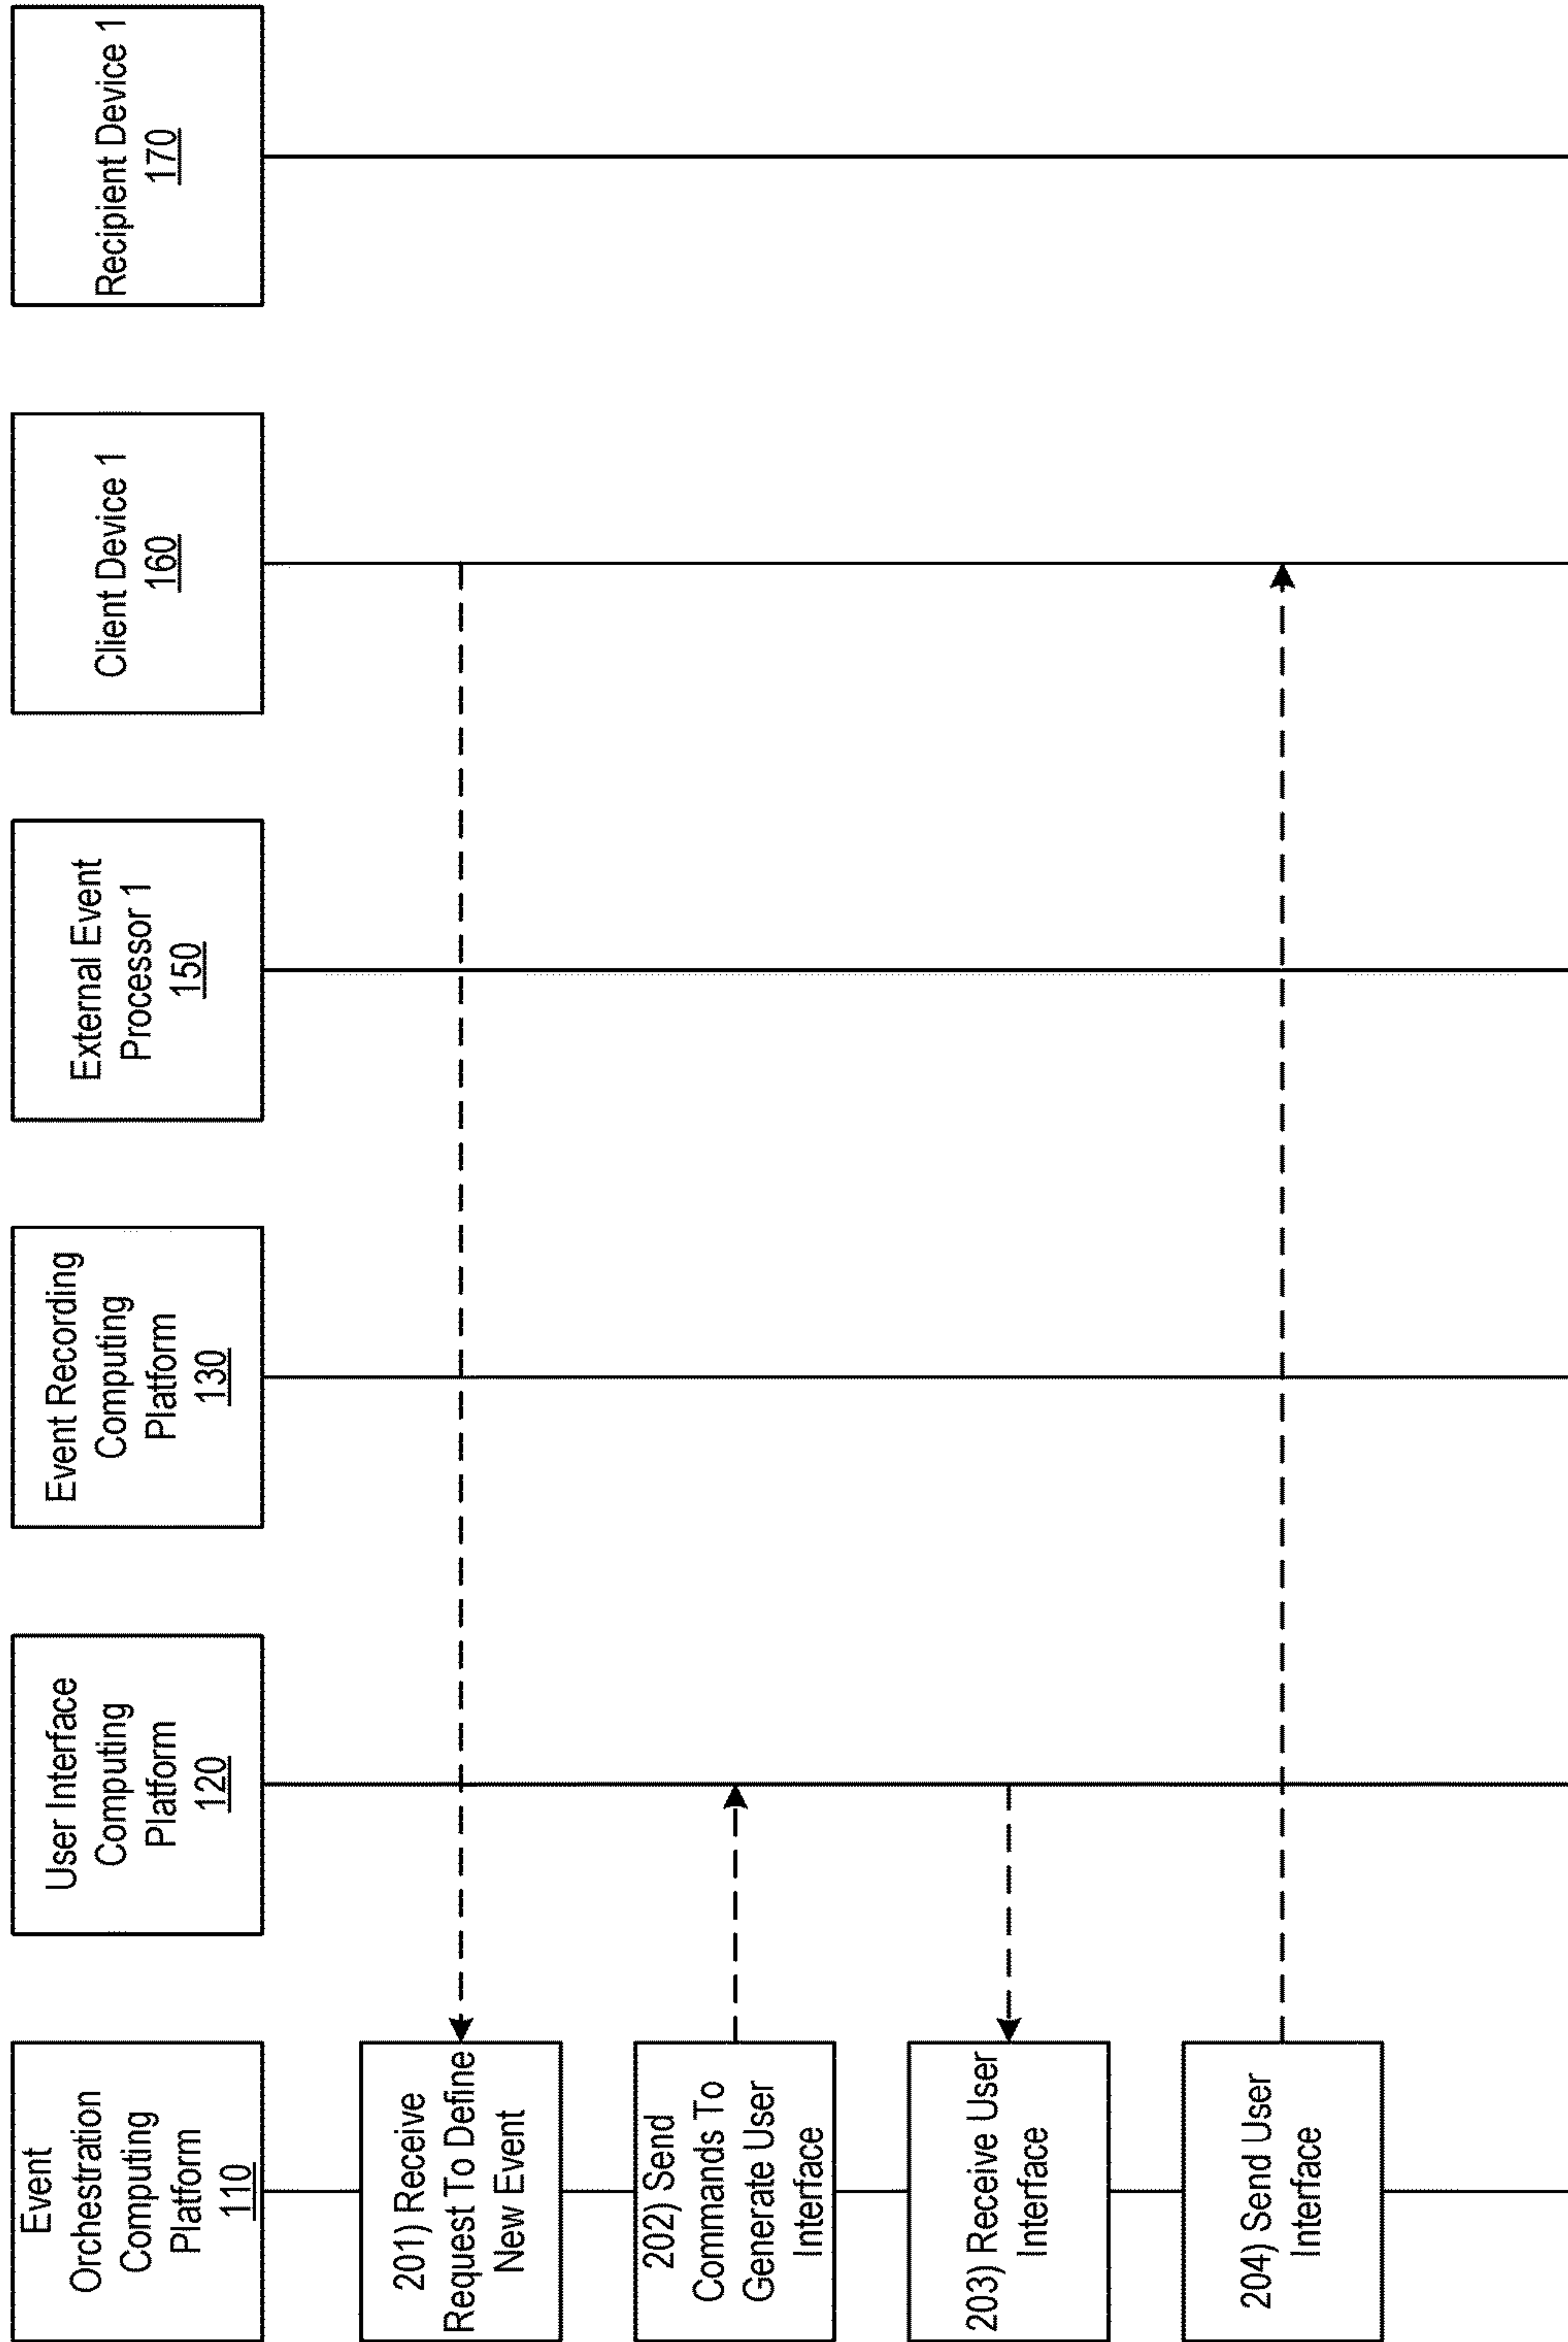 Event
Orchestration
Computing
Platform
110
User Interface
Computing
Platform
120
Event Recording
Computing
Platform
130
External Event
Processor 1
150
Client Device 1
160
Recipient Device 1
170
201) Receive
Request To Define
New Event
202) Send
Commands To
Generate User
Interface
203) Receive User
Interface
204) Send User
Interface